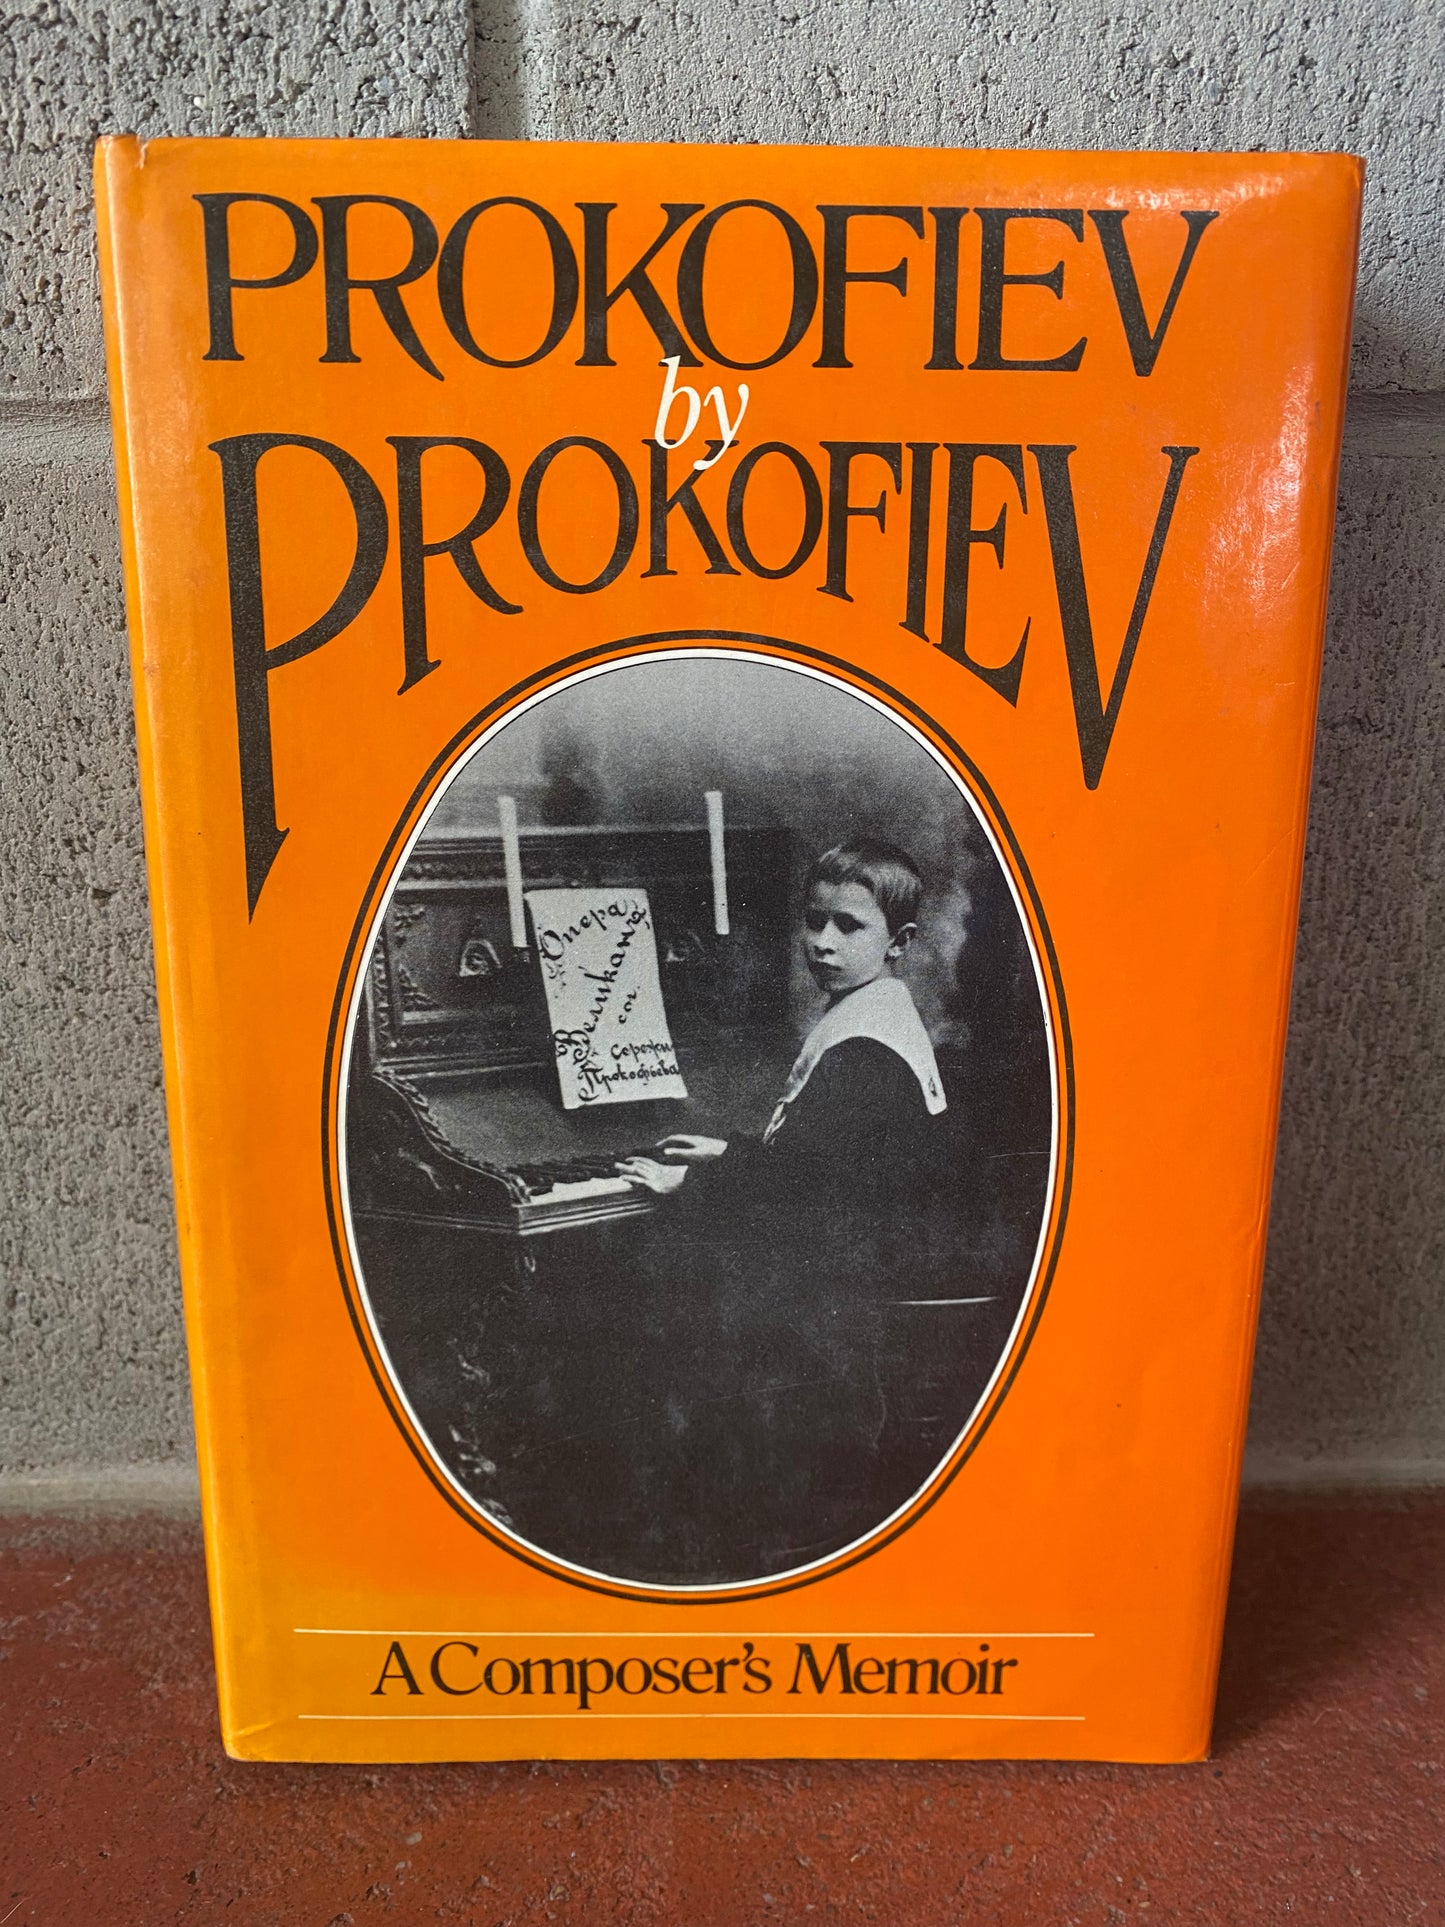 PROKOFIEV
by
PROKOFIEV
Опера
Великанъ
соч.
Сережи
Прокофьева
A Composer's Memoir